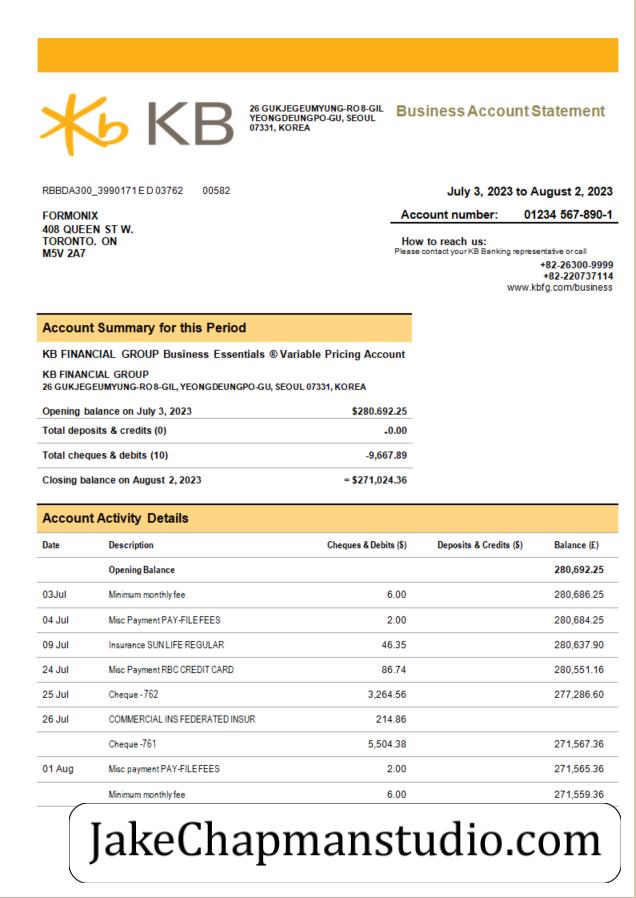 Kb KB
26 GUKJEGEUMYUNG-RO 8-GIL
YEONGDEUNGPO-GU, SEOUL
07331, KOREA
Business Account Statement
RBBDA300_3990171 E D 03762 00582
July 3, 2023 to August 2, 2023
FORMONIX
408 QUEEN ST W.
TORONTO. ON
M5V 2A7
Account number: 01234 567-890-1
How to reach us:
Please contact your KB Banking representative or call
+82-26300-9999
+82-220737114
www.kbfg.com/business
Account Summary for this Period
KB FINANCIAL GROUP Business Essentials ® Variable Pricing Account
KB FINANCIAL GROUP
26 GUKJEGEUMYUNG-RO 8-GIL, YEONGDEUNGPO-GU, SEOUL 07331, KOREA
Opening balance on July 3, 2023 $280.692.25
Total deposits & credits (0) -0.00
Total cheques & debits (10) -9,667.89
Closing balance on August 2, 2023 = $271,024.36
Account Activity Details
Date Description Cheques & Debits ($) Deposits & Credits ($) Balance (£)
Opening Balance 280,692.25
03Jul Minimum monthly fee 6.00 280,686.25
04 Jul Misc Payment PAY-FILE FEES 2.00 280,684.25
09 Jul Insurance SUN LIFE REGULAR 46.35 280,637.90
24 Jul Misc Payment RBC CREDIT CARD 86.74 280,551.16
25 Jul Cheque - 762 3,264.56 277,286.60
26 Jul COMMERCIAL INS FEDERATED INSUR 214.86
Cheque -761 5,504.38 271,567.36
01 Aug Misc payment PAY-FILE FEES 2.00 271,565.36
Minimum monthly fee 6.00 271,559.36
JakeChapmanstudio.com